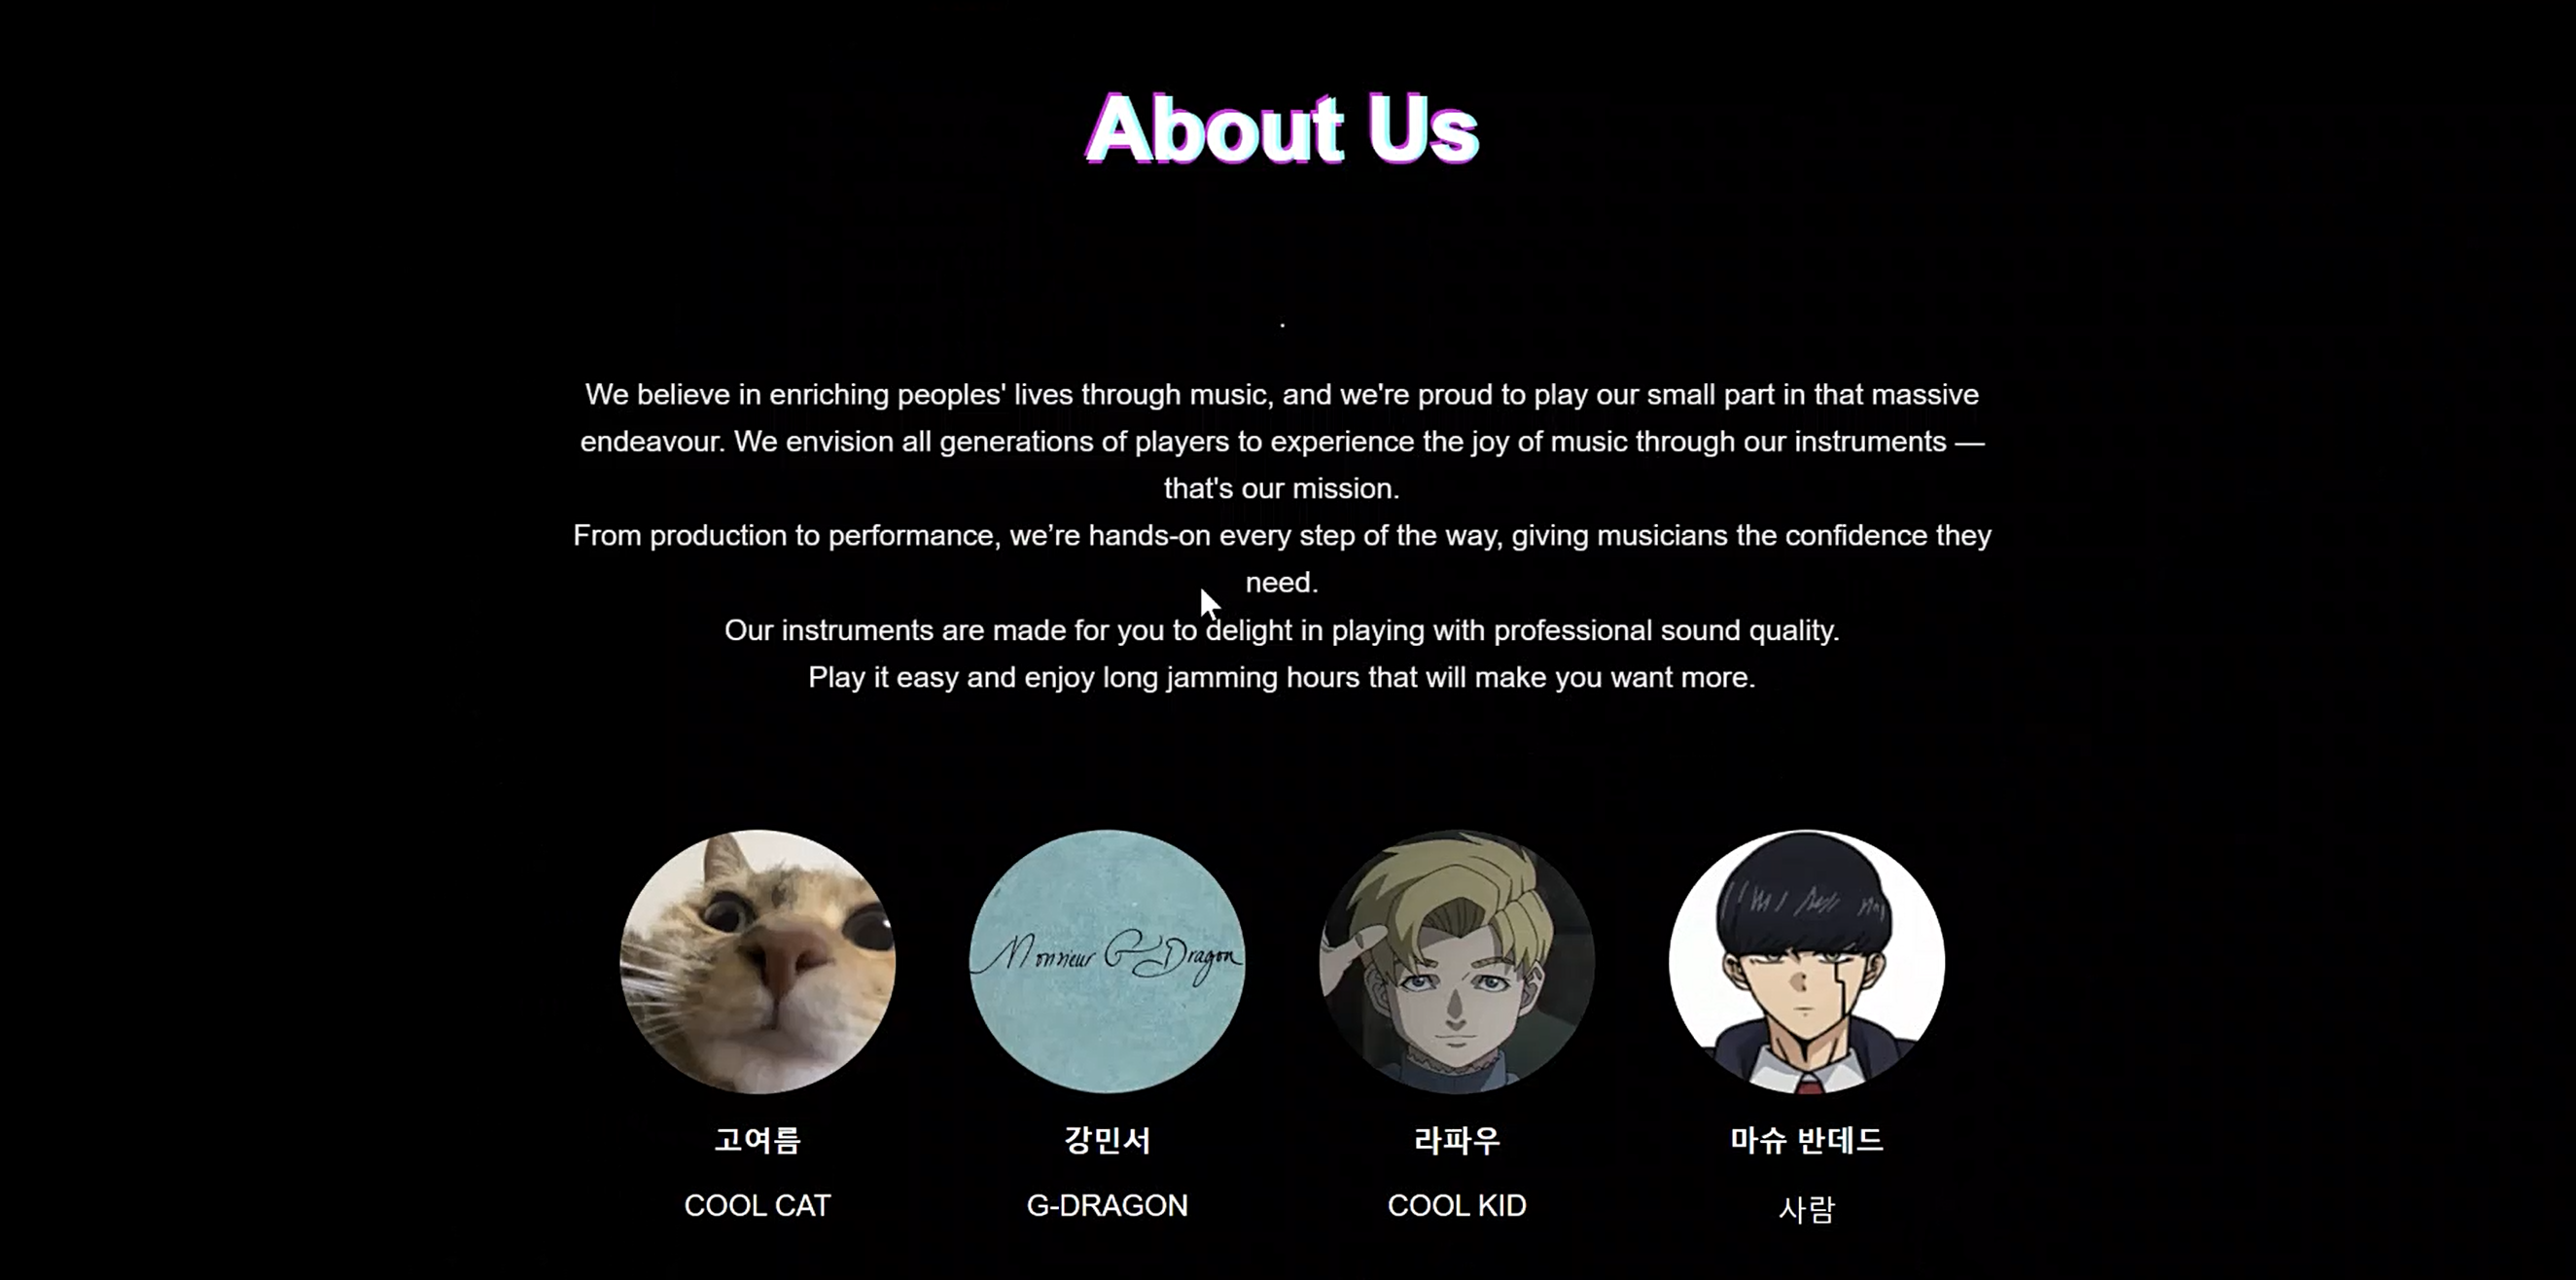 About Us
.
We believe in enriching peoples' lives through music, and we're proud to play our small part in that massive
endeavour. We envision all generations of players to experience the joy of music through our instruments —
that's our mission.
From production to performance, we’re hands-on every step of the way, giving musicians the confidence they
need.
Our instruments are made for you to delight in playing with professional sound quality.
Play it easy and enjoy long jamming hours that will make you want more.
Monsieur G Dragon
고여름 강민서 라파우 마슈 반데드
COOL CAT G-DRAGON COOL KID 사람